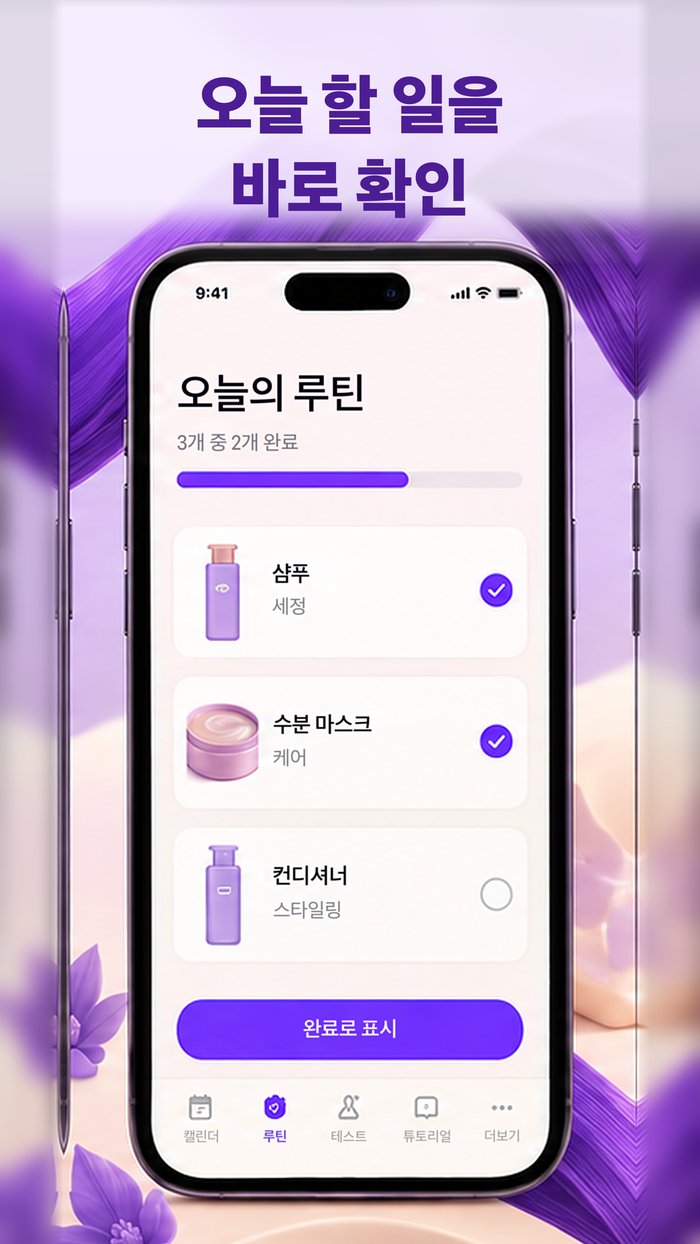 오늘 할 일을
바로 확인
9:41
오늘의 루틴
3개 중 2개 완료
샴푸
세정
수분 마스크
케어
컨디셔너
스타일링
완료로 표시
캘린더
루틴
테스트
튜토리얼
더보기